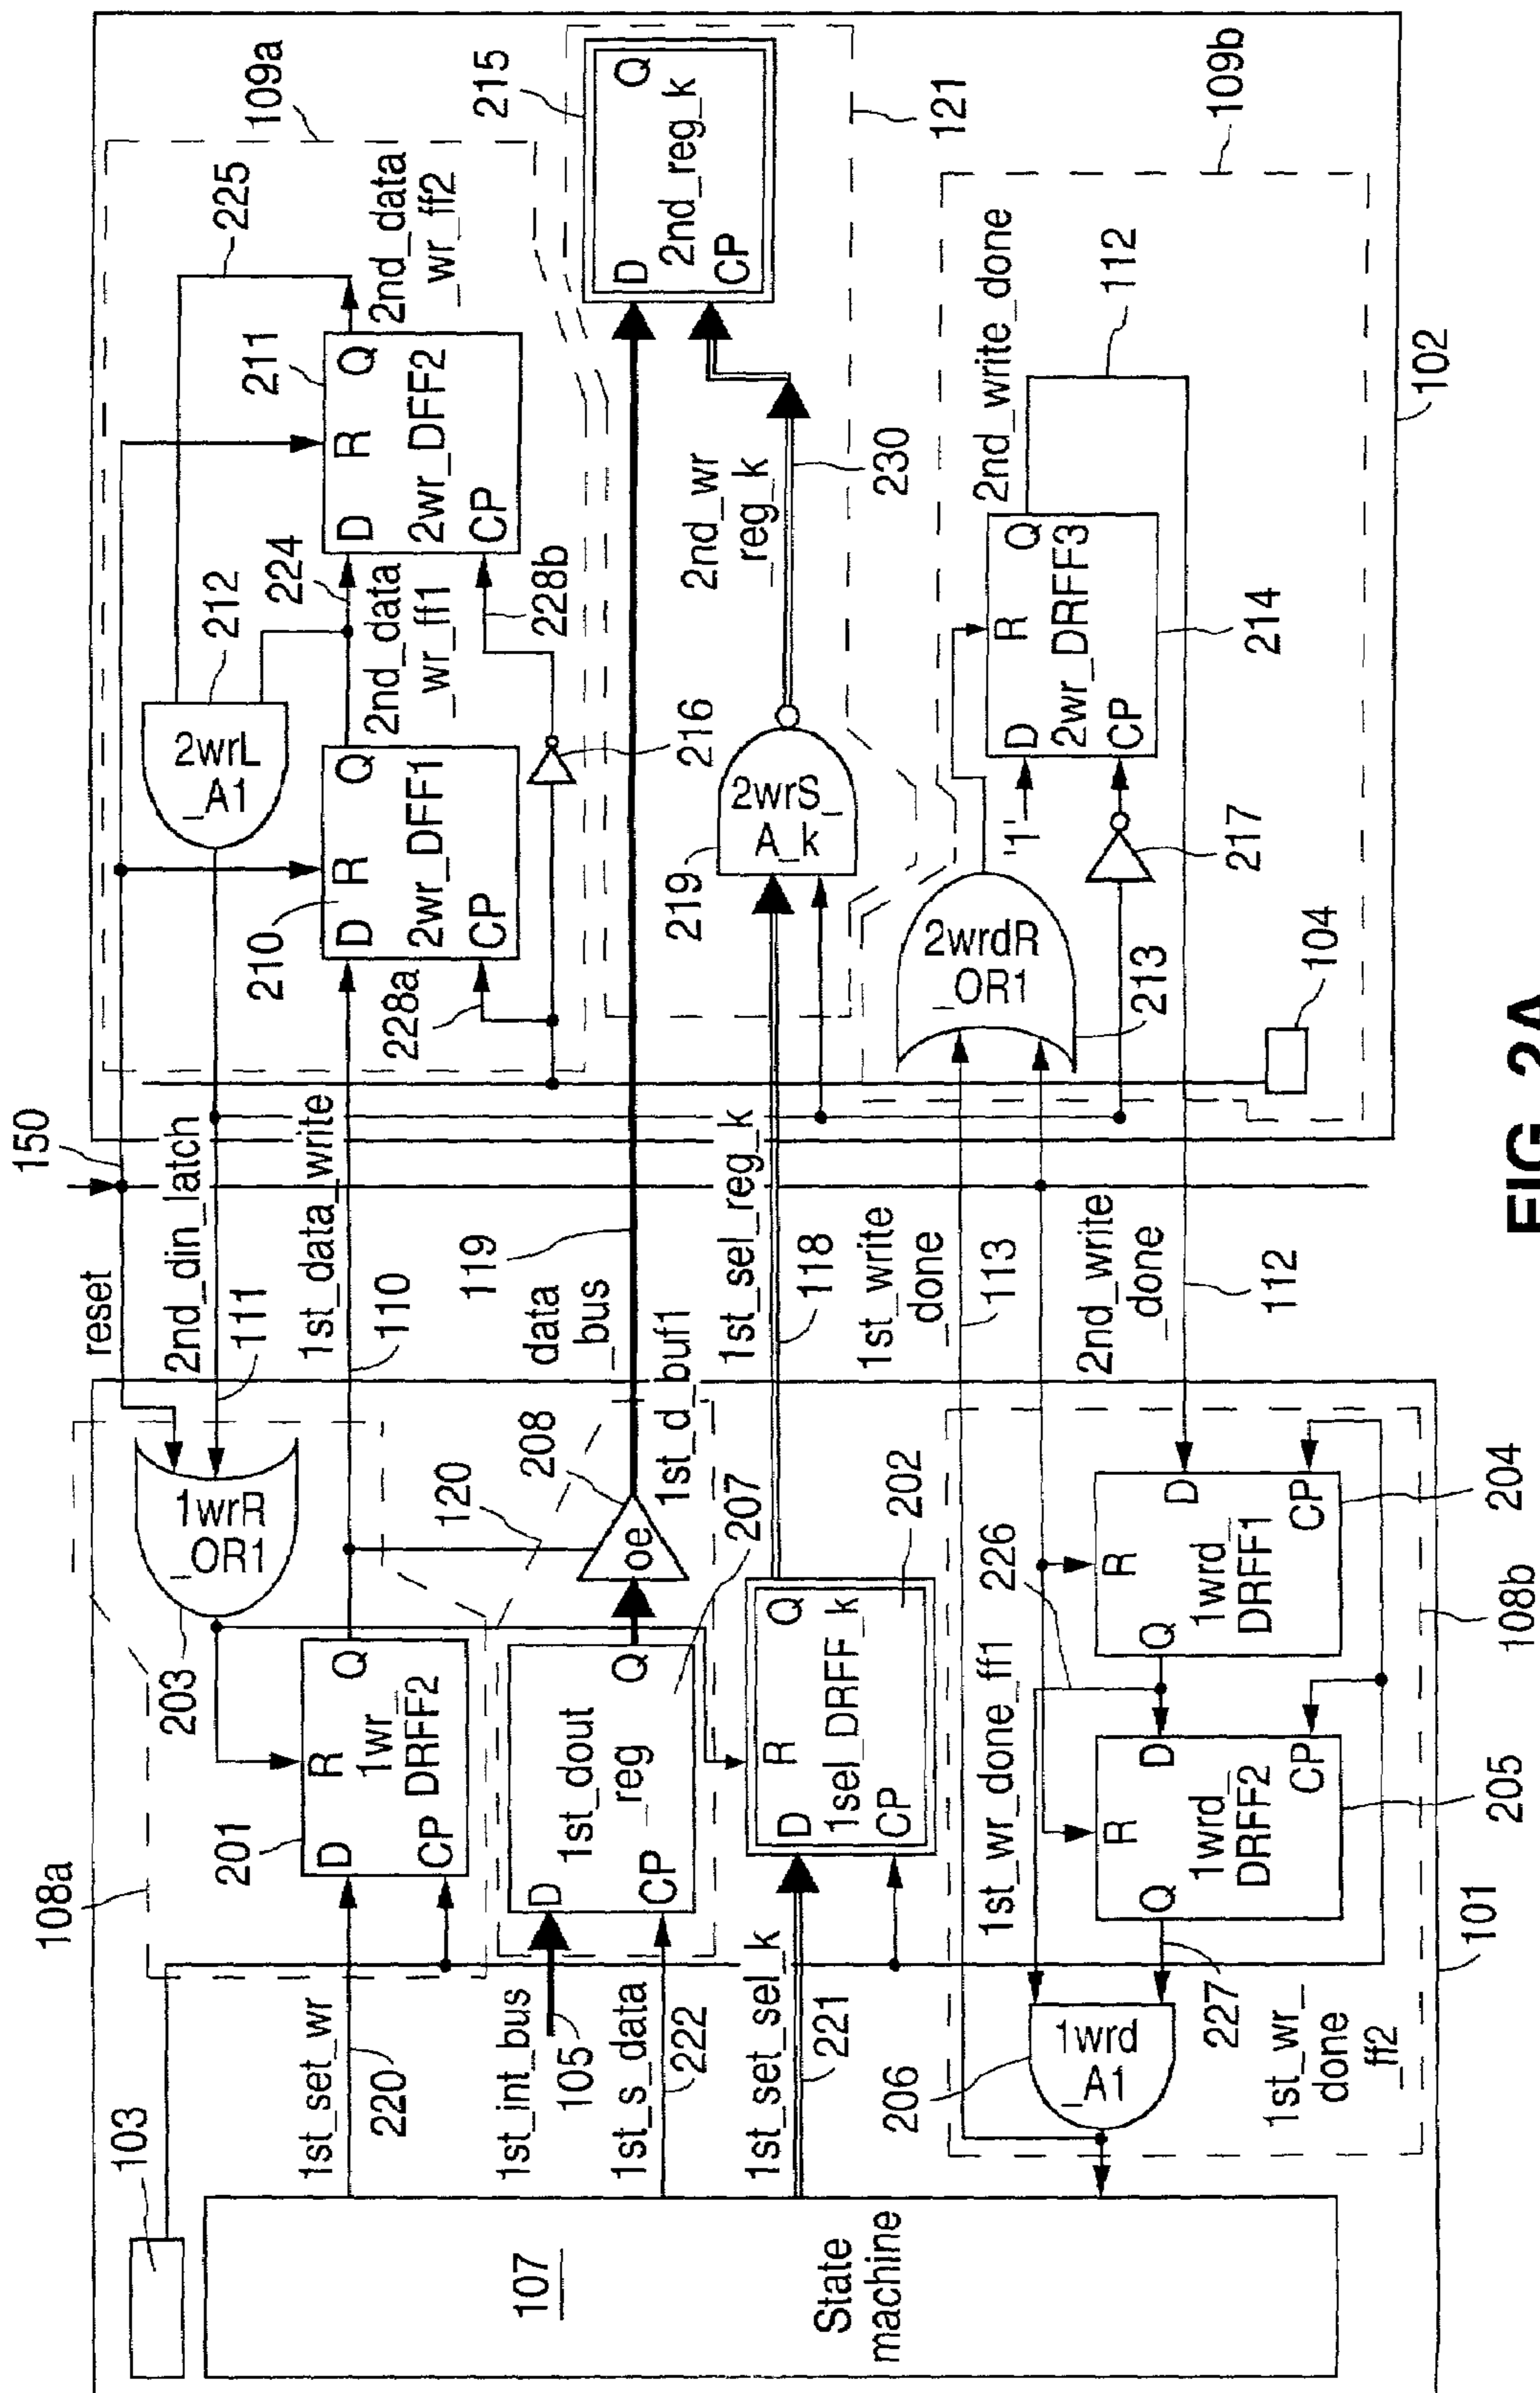 103
107
State
machine
108a
1st_set_wr
220
1st_int_bus
105
1st_s_data
222
1st_set_sel_k
221
201
D
R
Q
CP
1wr_
DRFF2
203
1wrR
_OR1
D
Q
CP
1st_dout
_reg
207
120
208
oe
1st_d_buf1
D
R
Q
CP
1sel_DRFF_k
202
206
1wrd
_A1
227
1st_wr_
done
_ff2
1st_wr_done_ff1
226
Q
R
D
CP
1wrd_
DRFF2
205
Q
R
D
CP
1wrd_
DRFF1
204
108b
101
150
reset
2nd_din_latch
111
1st_data_write
110
119
data
_bus
1st_sel_reg_k
118
1st_write
_done
113
2nd_write
_done
112
109a
210
D
R
Q
CP
2wr_DFF1
228a
2wrL
_A1
212
224
2nd_data
_wr_ff1
211
D
R
Q
CP
2wr_DFF2
228b
216
225
2nd_data
_wr_ff2
215
D
Q
2nd_reg_k
CP
121
219
2wrS_
A_k
2nd_wr
_reg_k
230
2wrdR
_OR1
213
104
'1'
217
D
R
Q
CP
2wr_DRFF3
214
2nd_write_done
112
109b
102
FIG. 2A